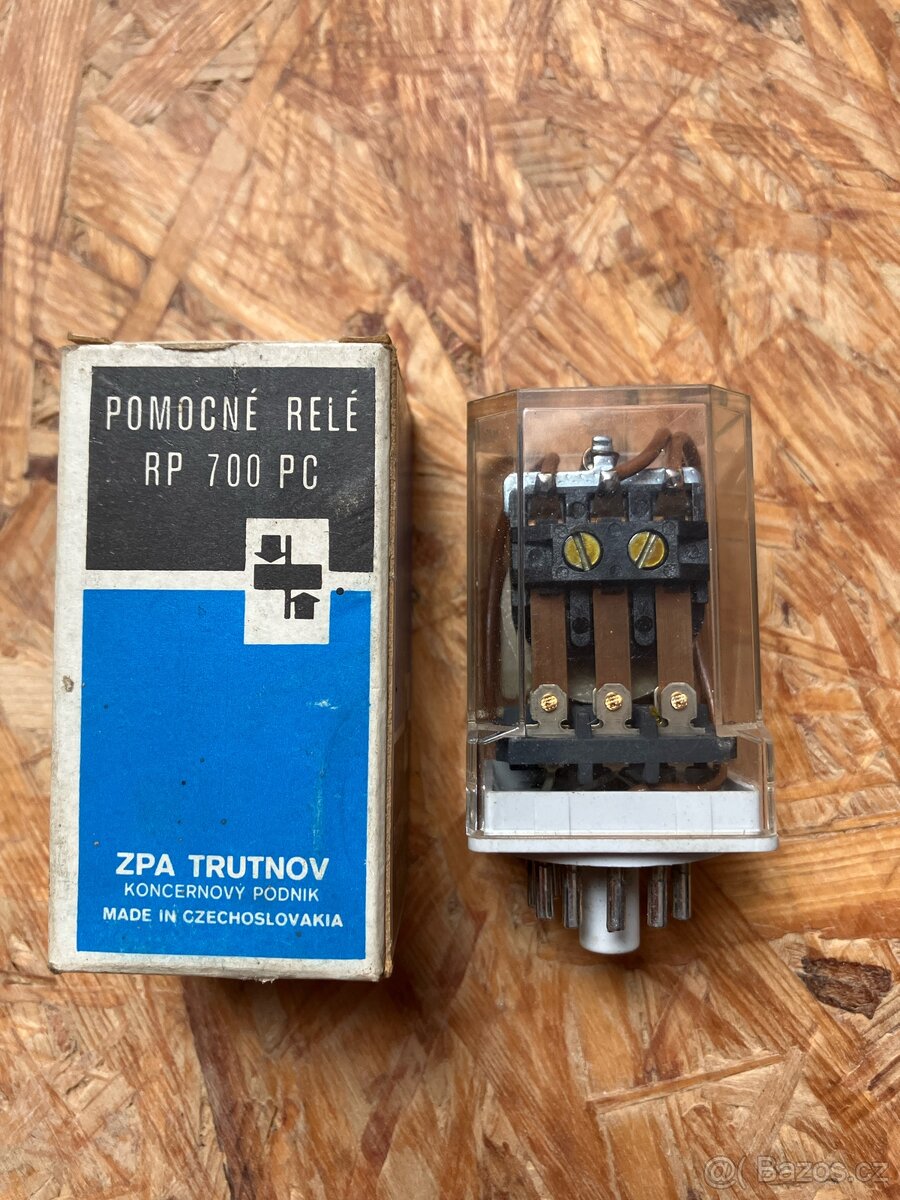 POMOCNÉ RELÉ
RP 700 PC
ZPA TRUTNOV
KONCERNOVÝ PODNIK
MADE IN CZECHOSLOVAKIA
@ Bazos.cz